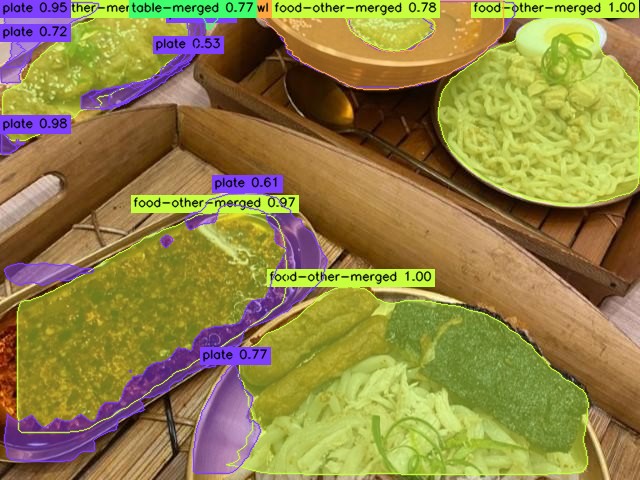 plate 0.95
ther-mer
table-merged 0.77
wl
food-other-merged 0.78
food-other-merged 1.00
plate 0.72
plate 0.53
plate 0.98
plate 0.61
food-other-merged 0.97
food-other-merged 1.00
plate 0.77